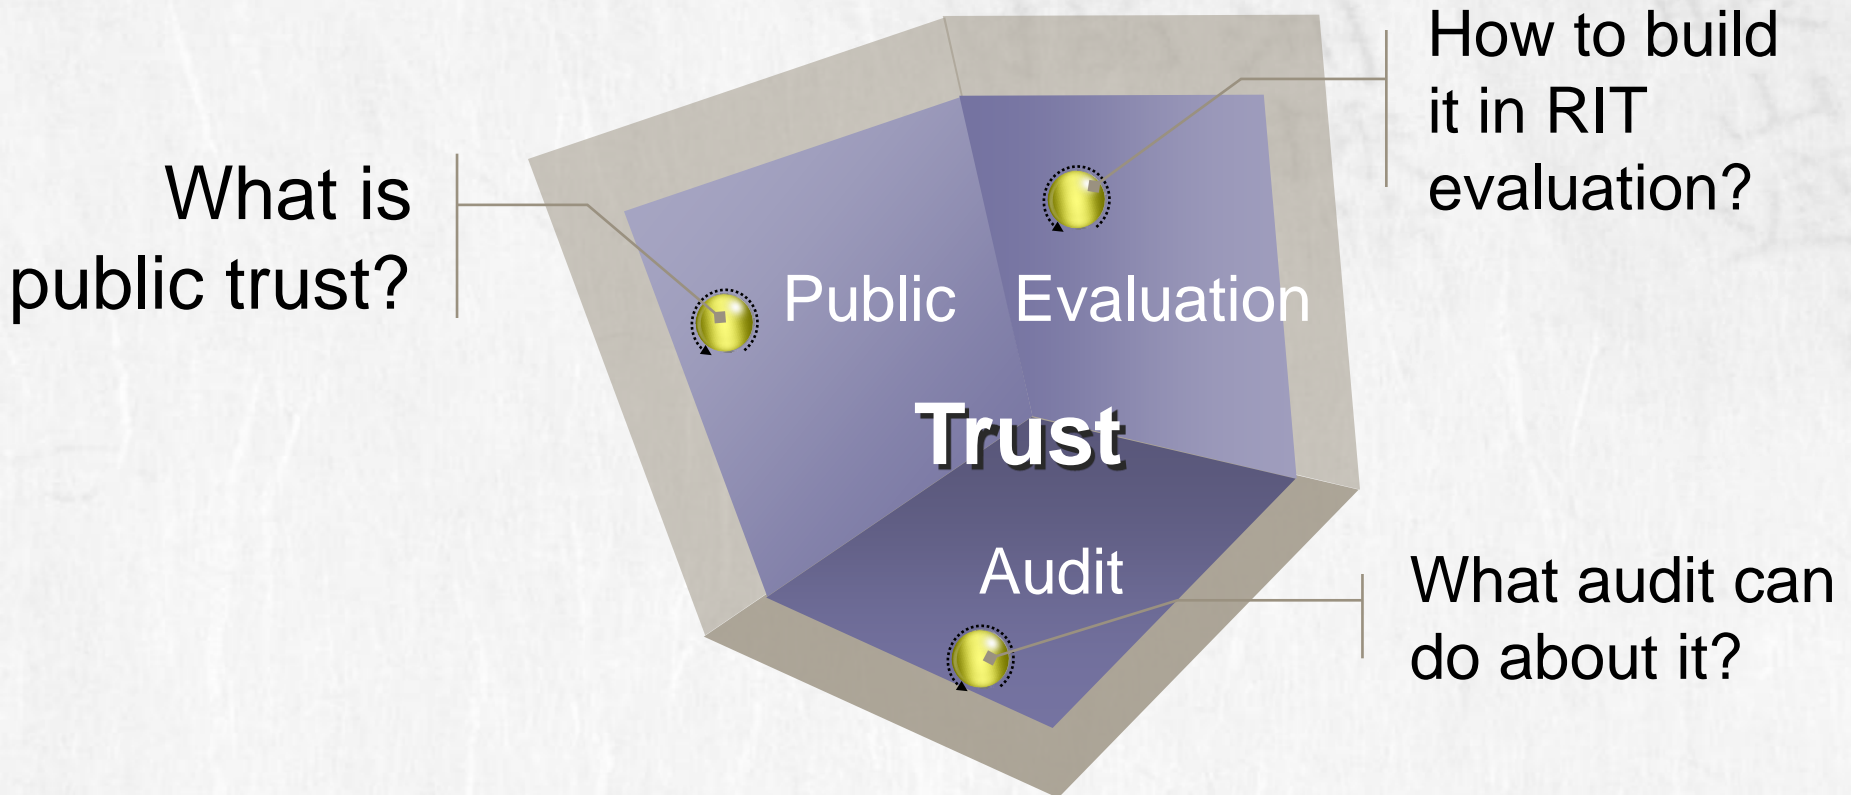 What is
public trust?
How to build
it in RIT
evaluation?
Public
Evaluation
Trust
Audit
What audit can
do about it?